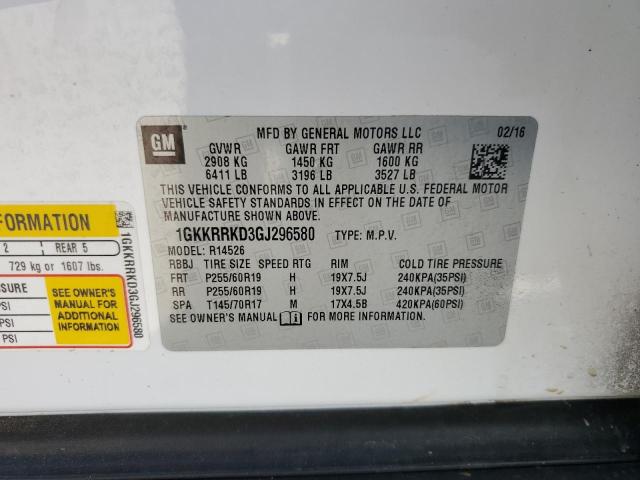 GM
MFD BY GENERAL MOTORS LLC 02/16
GVWR GAWR FRT GAWR RR
2908 KG 1450 KG 1600 KG
6411 LB 3196 LB 3527 LB
THIS VEHICLE CONFORMS TO ALL APPLICABLE U.S. FEDERAL MOTOR
VEHICLE SAFETY STANDARDS IN EFFECT ON THE DATE OF
MANUFACTURE SHOWN ABOVE.
1GKKRRKD3GJ296580 TYPE: M.P.V.
MODEL: R14526
RBBJ TIRE SIZE SPEED RTG RIM COLD TIRE PRESSURE
FRT P255/60R19 H 19X7.5J 240KPA(35PSI)
RR P255/60R19 H 19X7.5J 240KPA(35PSI)
SPA T145/70R17 M 17X4.5B 420KPA(60PSI)
SEE OWNER'S MANUAL FOR MORE INFORMATION.
FORMATION
2 REAR 5
729 kg or 1607 lbs.
SURE
PSI
PSI
PSI
SEE OWNER'S
MANUAL FOR
ADDITIONAL
INFORMATION
1GKKRRKD3GJ296580